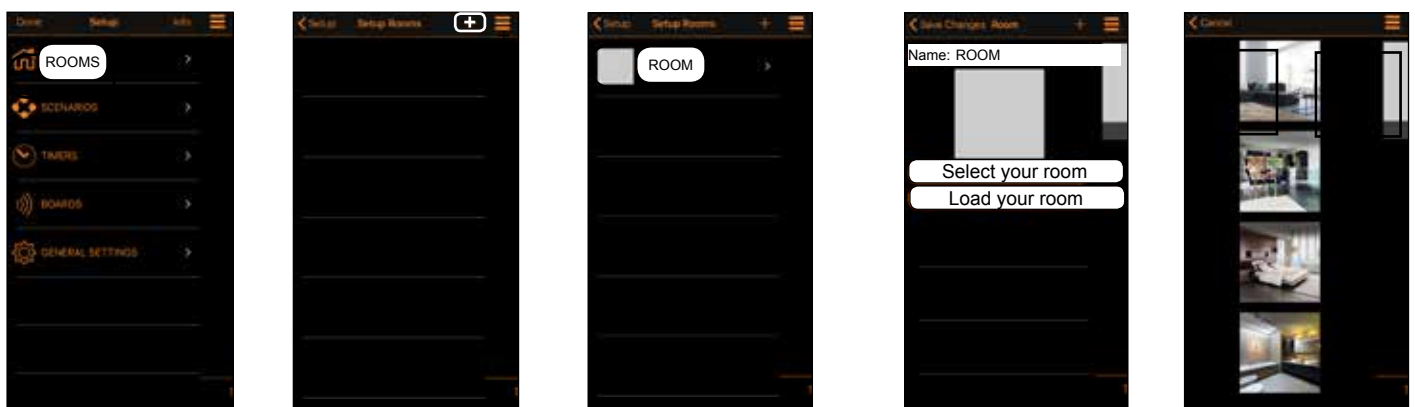 Done Setup Info
ROOMS
SCENARIOS
TIMERS
BOARDS
GENERAL SETTINGS
Setup Setup Rooms +
Setup Setup Rooms +
ROOM
Save Changes Room +
Name: ROOM
Select your room
Load your room
Cancel